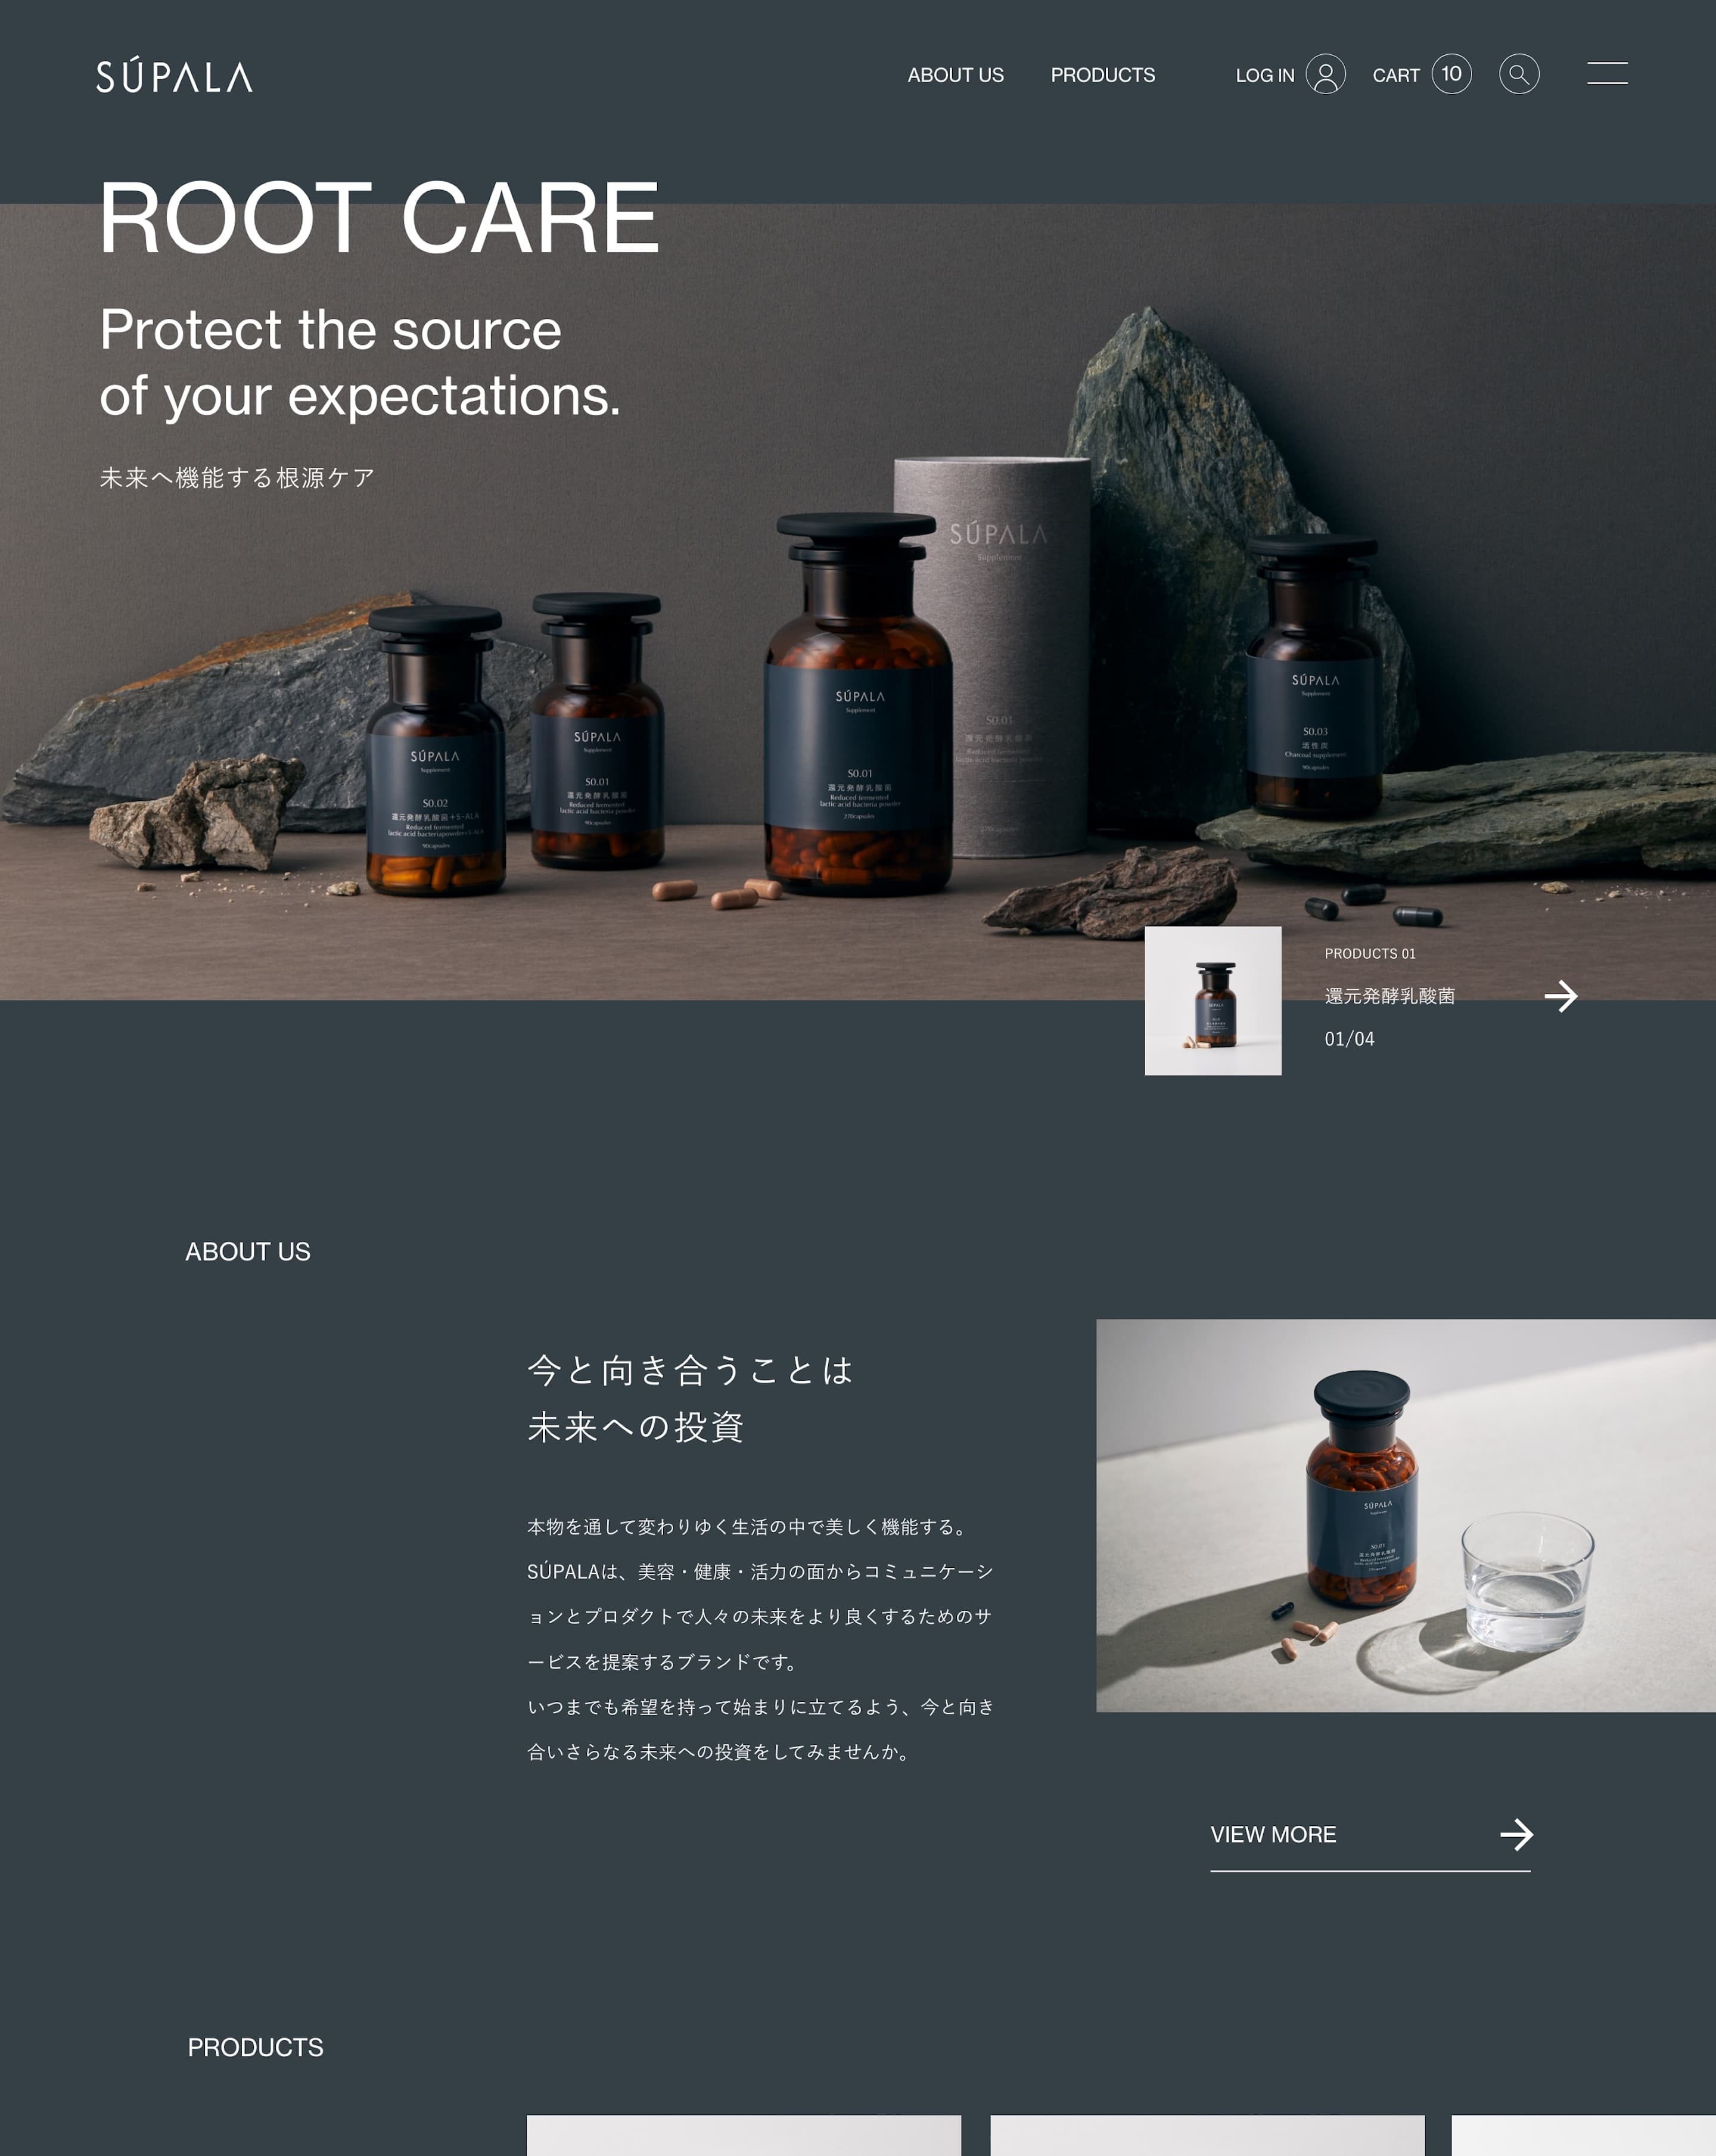 SÚPALA
ABOUT US
PRODUCTS
LOG IN
CART
10
ROOT CARE
Protect the source
of your expectations.
未来へ機能する根源ケア
SÚPALA
Supplement
S0.02
還元発酵乳酸菌+5-ALA
Reduced fermented
lactic acid bacteriapowder+5-ALA
90capsules
SÚPALA
Supplement
S0.01
還元発酵乳酸菌
Reduced fermented
lactic acid bacteria powder
90capsules
SÚPALA
Supplement
S0.01
還元発酵乳酸菌
Reduced fermented
lactic acid bacteria powder
270capsules
SÚPALA
Supplement
S0.01
還元発酵乳酸菌
Reduced fermented
lactic acid bacteria powder
270capsules
SÚPALA
Supplement
S0.03
活性炭
Charcoal supplement
90capsules
PRODUCTS 01
還元発酵乳酸菌
01/04
ABOUT US
今と向き合うことは
未来への投資
本物を通して変わりゆく生活の中で美しく機能する。
SÚPALAは、美容・健康・活力の面からコミュニケーシ
ョンとプロダクトで人々の未来をより良くするためのサ
ービスを提案するブランドです。
いつまでも希望を持って始まりに立てるよう、今と向き
合いさらなる未来への投資をしてみませんか。
SÚPALA
Supplement
S0.01
還元発酵乳酸菌
VIEW MORE
PRODUCTS